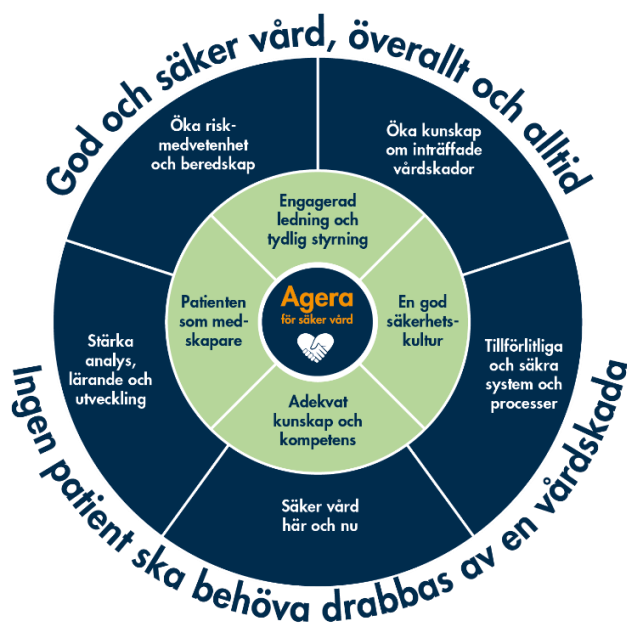 God och säker vård, överallt och alltid
Öka risk-
medvetenhet
och beredskap
Öka kunskap
om inträffade
vårdskador
Engagerad
ledning och
tydlig styrning
Patienten
som med-
skapare
Agera
för säker vård
En god
säkerhets-
kultur
Stärka
analys,
lärande och
utveckling
Tillförlitliga
och säkra
system och
processer
Adekvat
kunskap och
kompetens
Säker vård
här och nu
Ingen patient ska behöva drabbas av en vårdskada